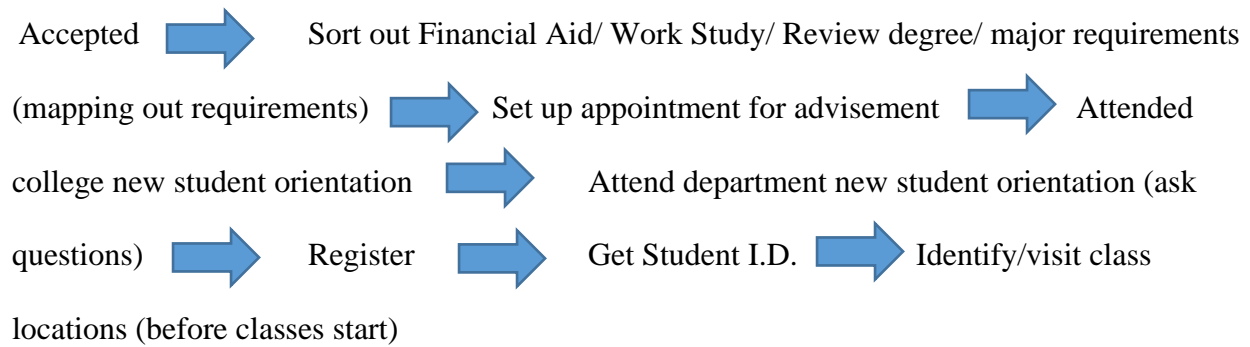 Accepted Sort out Financial Aid/ Work Study/ Review degree/ major requirements
(mapping out requirements) Set up appointment for advisement Attended
college new student orientation Attend department new student orientation (ask
questions) Register Get Student I.D. Identify/visit class
locations (before classes start)